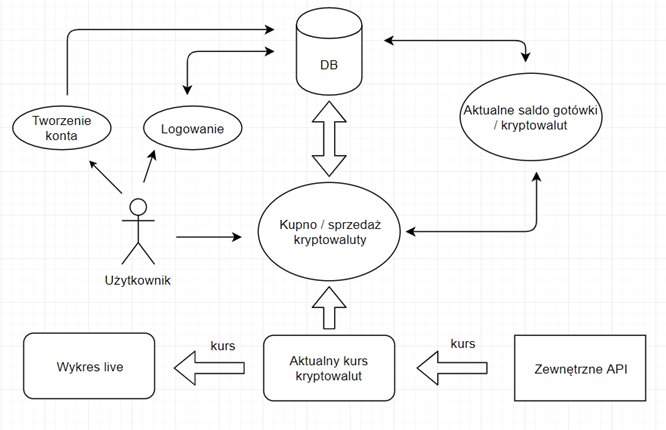 DB
Tworzenie
konta
Logowanie
Aktualne saldo gotówki
/ kryptowalut
Kupno / sprzedaż
kryptowaluty
Użytkownik
Wykres live
kurs
Aktualny kurs
kryptowalut
kurs
Zewnętrzne API